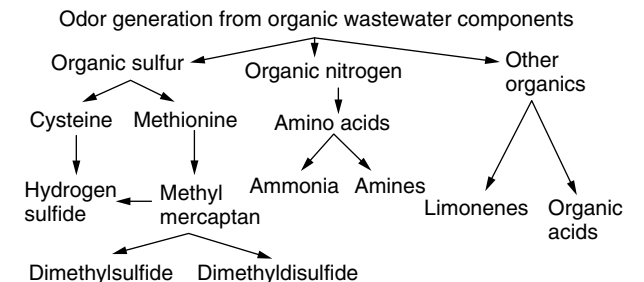 Odor generation from organic wastewater components
Organic sulfur
Organic nitrogen
Other
organics
Cysteine
Methionine
Amino acids
Hydrogen
sulfide
Methyl
mercaptan
Ammonia
Amines
Limonenes
Organic
acids
Dimethylsulfide
Dimethyldisulfide